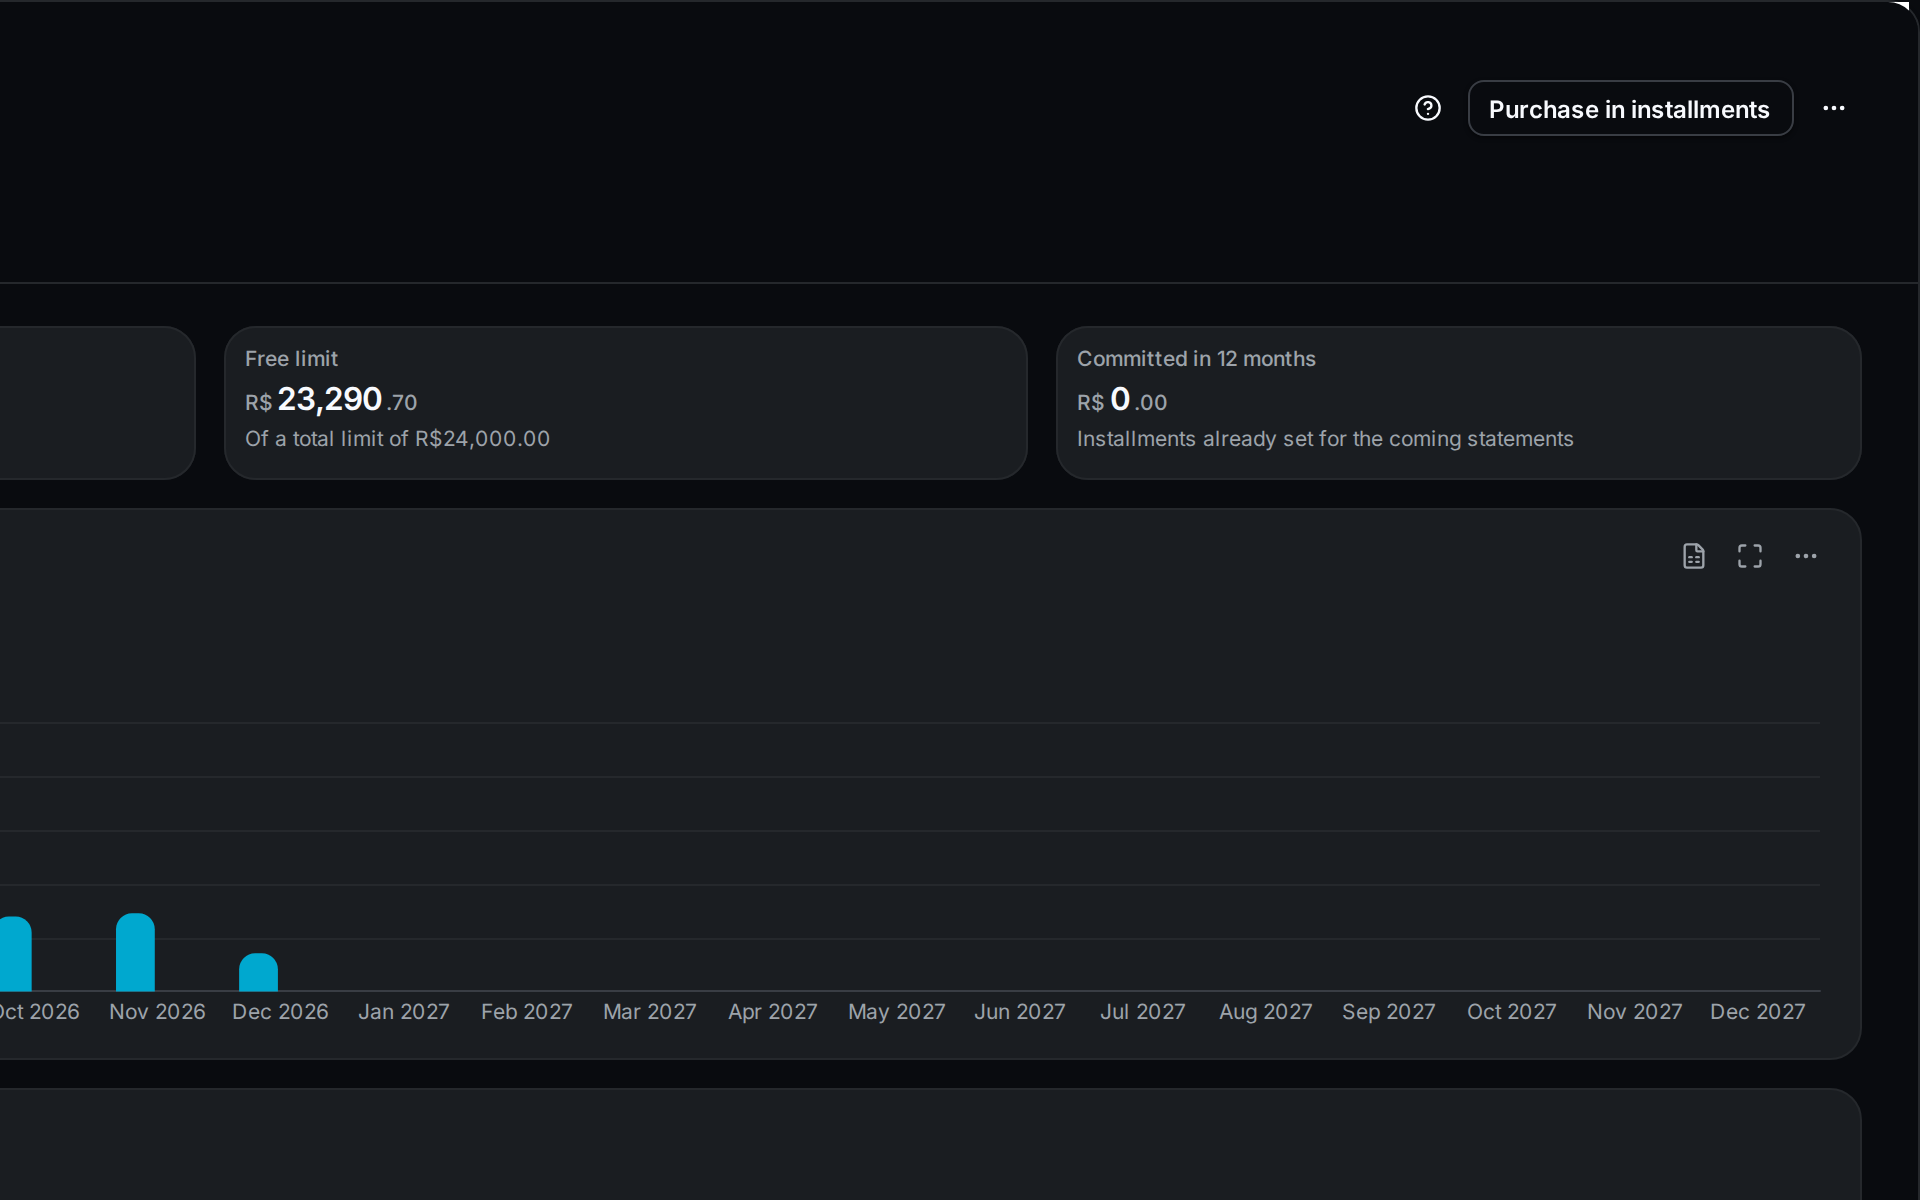 Purchase in installments
Free limit
R$ 23,290.70
Of a total limit of R$24,000.00
Committed in 12 months
R$ 0.00
Installments already set for the coming statements
Oct 2026 Nov 2026 Dec 2026 Jan 2027 Feb 2027 Mar 2027 Apr 2027 May 2027 Jun 2027 Jul 2027 Aug 2027 Sep 2027 Oct 2027 Nov 2027 Dec 2027